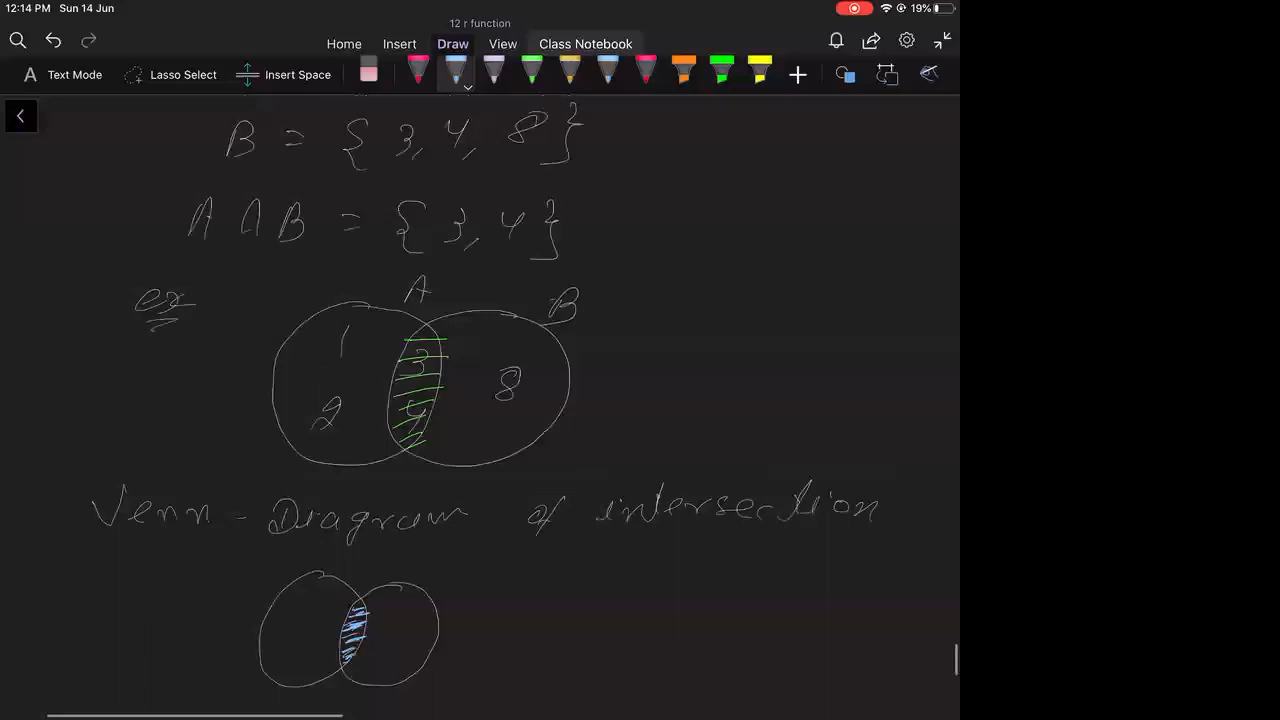 12:14 PM Sun 14 Jun
19%
12 r function
Home Insert Draw View Class Notebook
A Text Mode Lasso Select Insert Space
B = {3, 4, 8}
A ∩ B = {3, 4}
ex
A
B
1
3
8
2
4
Venn - Diagram of intersection